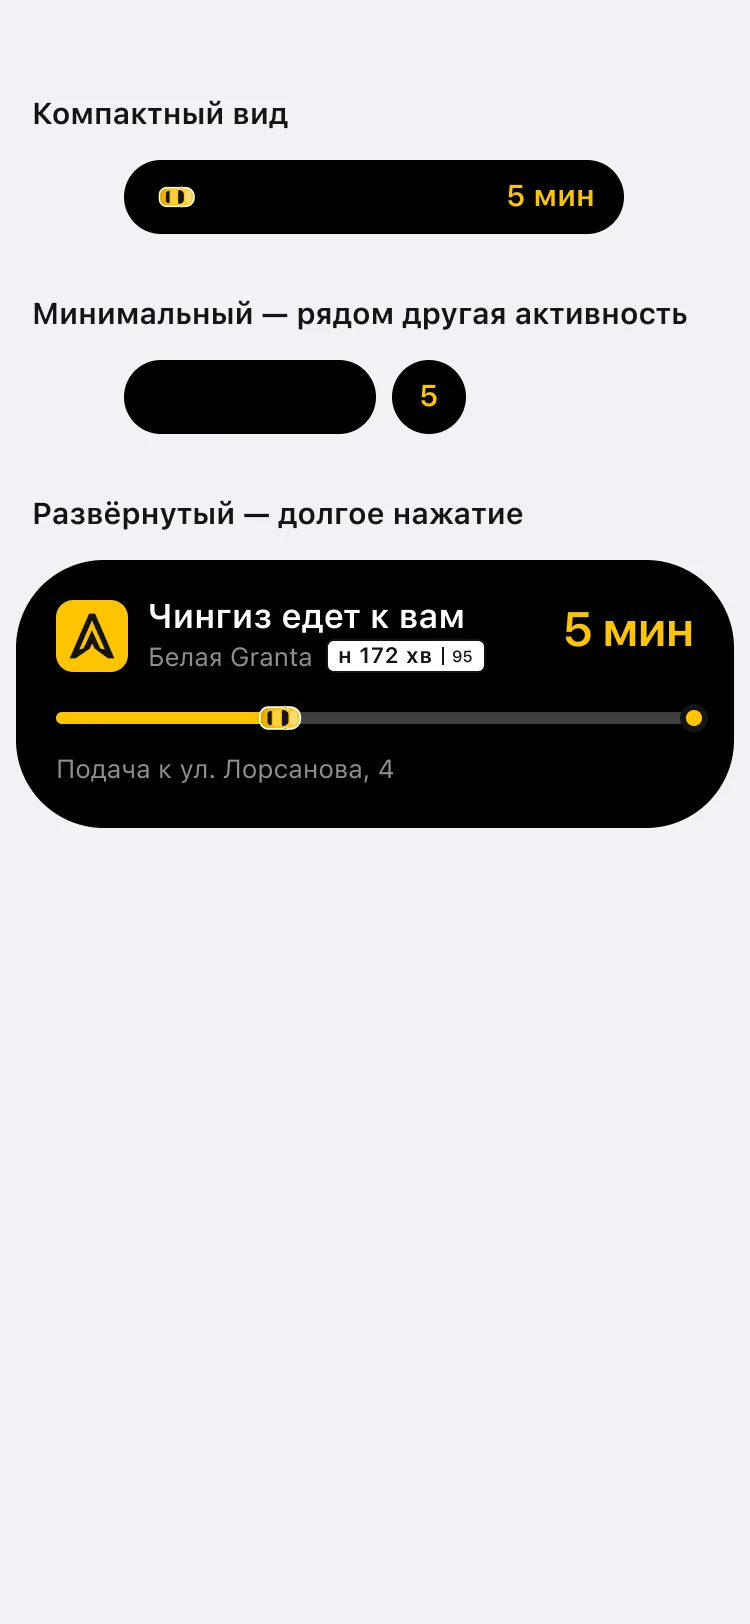 Компактный вид
5 мин
Минимальный — рядом другая активность
5
Развёрнутый — долгое нажатие
Чингиз едет к вам
5 мин
Белая Granta н 172 хв | 95
Подача к ул. Лорсанова, 4